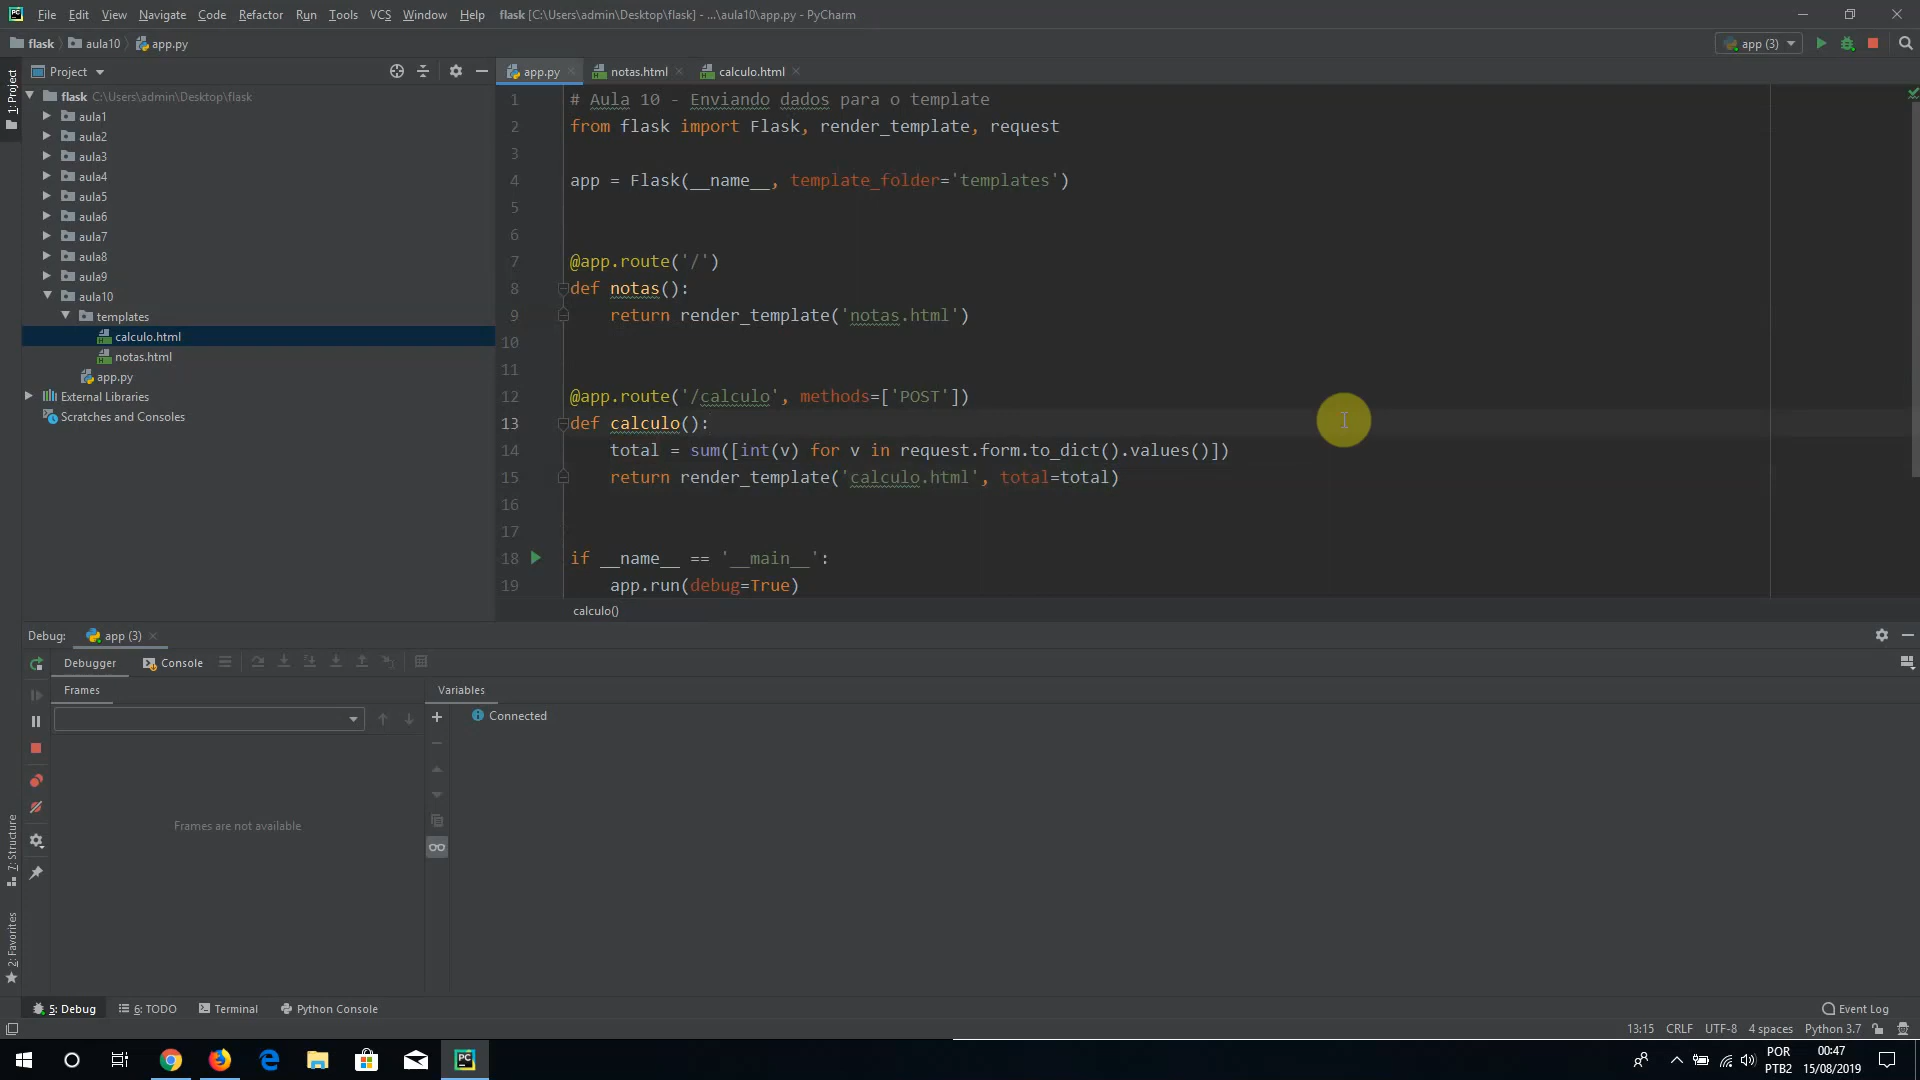 File Edit View Navigate Code Refactor Run Tools VCS Window Help flask [C:\Users\admin\Desktop\flask] - ...\aula10\app.py - PyCharm
flask aula10 app.py app (3)
1: Project
Project
app.py notas.html calculo.html
flask C:\Users\admin\Desktop\flask
aula1
aula2
aula3
aula4
aula5
aula6
aula7
aula8
aula9
aula10
templates
calculo.html
notas.html
app.py
External Libraries
Scratches and Consoles
1 # Aula 10 - Enviando dados para o template
2 from flask import Flask, render_template, request
3
4 app = Flask(__name__, template_folder='templates')
5
6
7 @app.route('/')
8 def notas():
9 return render_template('notas.html')
10
11
12 @app.route('/calculo', methods=['POST'])
13 def calculo():
14 total = sum([int(v) for v in request.form.to_dict().values()])
15 return render_template('calculo.html', total=total)
16
17
18 if __name__ == '__main__':
19 app.run(debug=True)
calculo()
Debug: app (3)
Debugger Console
Frames Variables
Connected
Frames are not available
7: Structure
2: Favorites
5: Debug 6: TODO Terminal Python Console Event Log
13:15 CRLF UTF-8 4 spaces Python 3.7
PC
POR 00:47
PTB2 15/08/2019